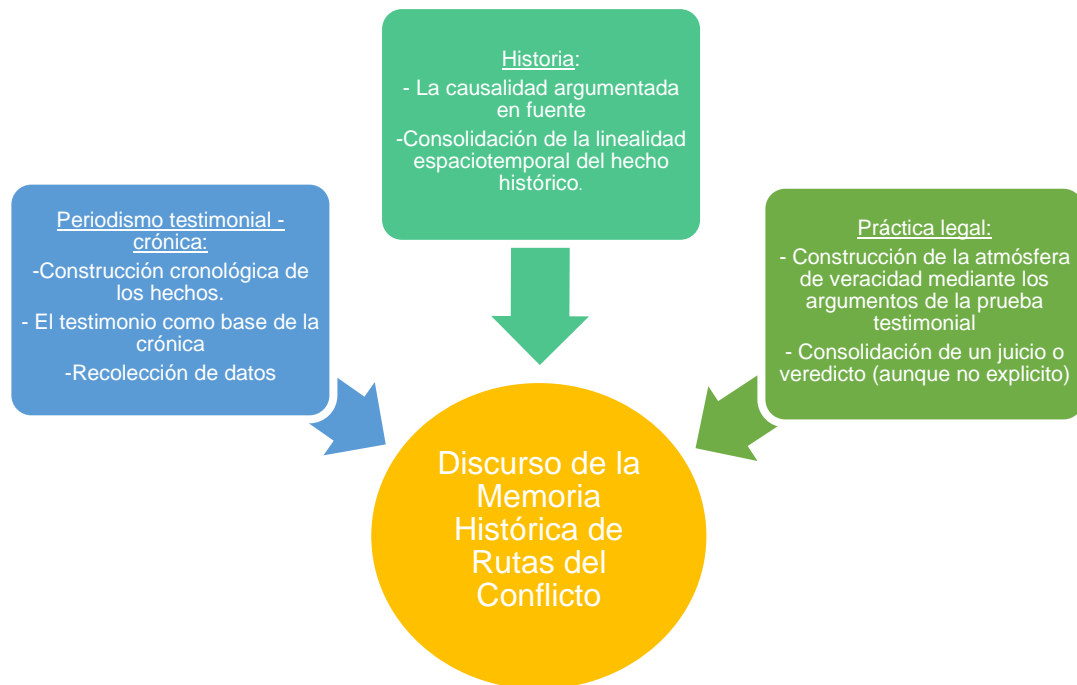 Historia:
- La causalidad argumentada
en fuente
-Consolidación de la linealidad
espaciotemporal del hecho
histórico.
Periodismo testimonial -
crónica:
-Construcción cronológica de
los hechos.
- El testimonio como base de la
crónica
-Recolección de datos
Práctica legal:
- Construcción de la atmósfera
de veracidad mediante los
argumentos de la prueba
testimonial
- Consolidación de un juicio o
veredicto (aunque no explicito)
Discurso de la
Memoria
Histórica de
Rutas del
Conflicto